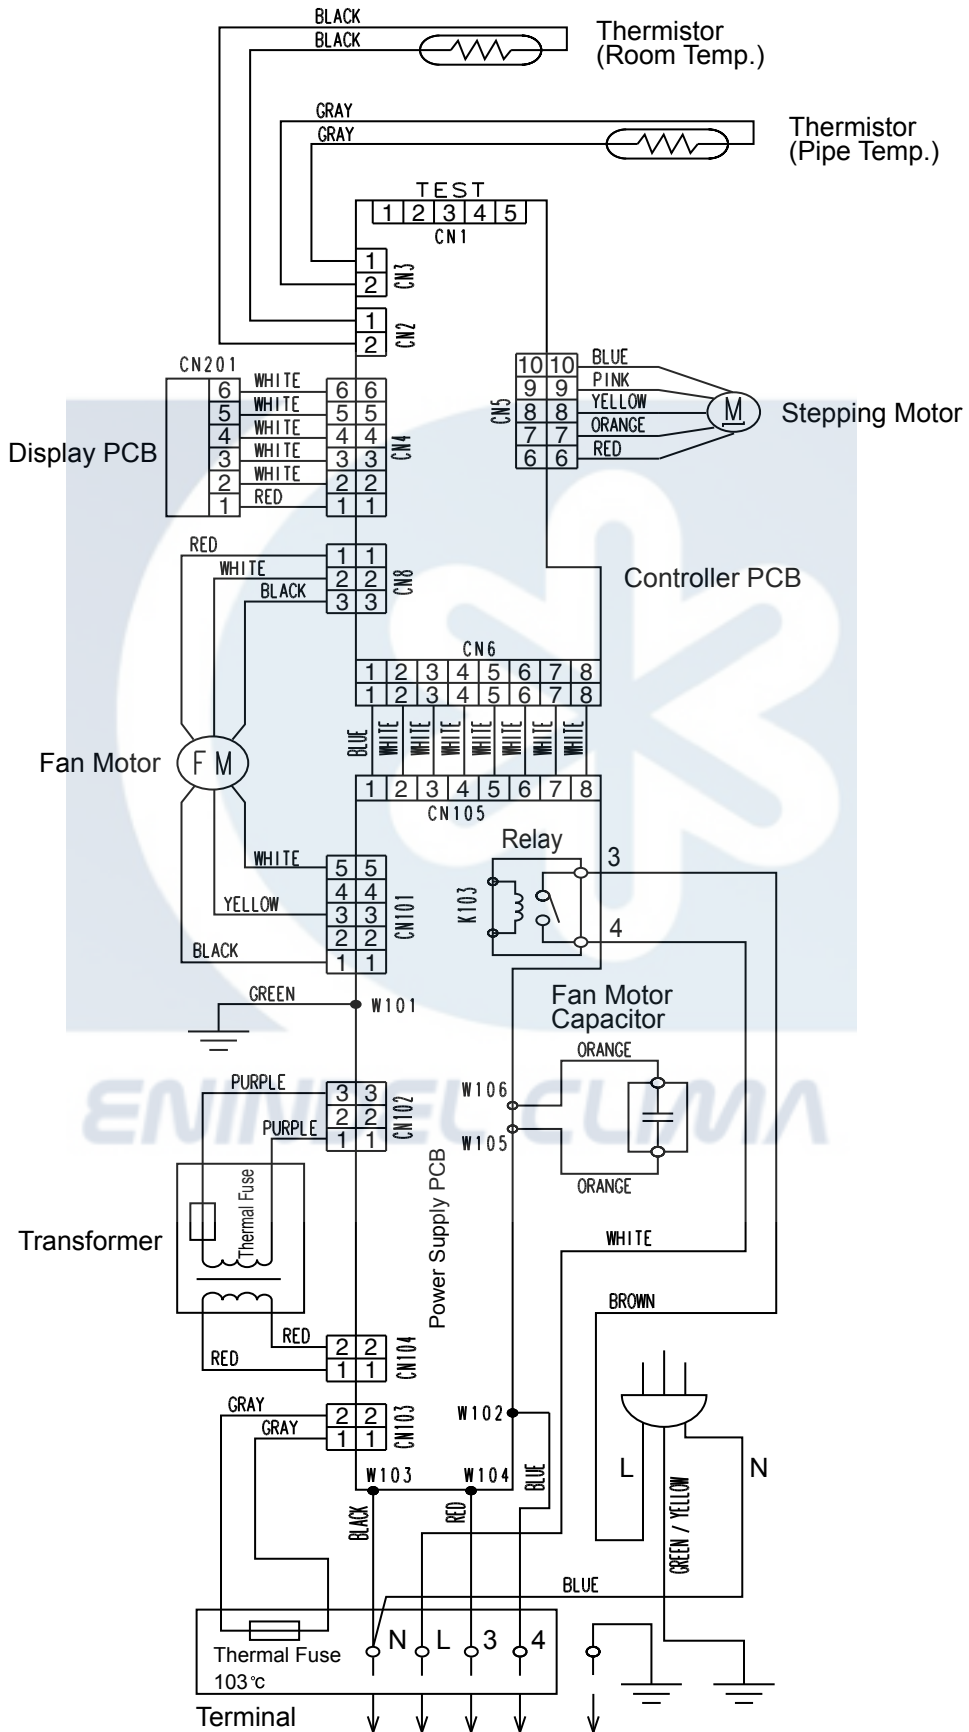 BLACK
BLACK
Thermistor
(Room Temp.)
GRAY
GRAY
Thermistor
(Pipe Temp.)
TEST
1 2 3 4 5
CN1
1
2
CN3
1
2
CN2
CN201
Display PCB
6 WHITE 6 6
5 WHITE 5 5
4 WHITE 4 4
3 WHITE 3 3
2 WHITE 2 2
1 RED 1 1
CN4
CN5
10 10 BLUE
9 9 PINK
8 8 YELLOW
7 7 ORANGE
6 6 RED
M
Stepping Motor
RED 1 1
WHITE 2 2
BLACK 3 3
CN8
Controller PCB
CN6
1 2 3 4 5 6 7 8
1 2 3 4 5 6 7 8
BLUE WHITE WHITE WHITE WHITE WHITE WHITE WHITE
1 2 3 4 5 6 7 8
CN105
Fan Motor
FM
WHITE 5 5
4 4
YELLOW 3 3
2 2
BLACK 1 1
CN101
Relay
K103
3
4
GREEN
W101
Fan Motor
Capacitor
ORANGE
W106
W105
ORANGE
PURPLE 3 3
2 2
PURPLE 1 1
CN102
ENINDEL CLIMA
Transformer
Thermal Fuse
Power Supply PCB
WHITE
BROWN
RED 2 2
RED 1 1
CN104
GRAY 2 2
GRAY 1 1
CN103
W102
W103
W104
BLACK
RED
BLUE
L
N
GREEN / YELLOW
BLUE
Thermal Fuse
103℃
N
L
3
4
Terminal